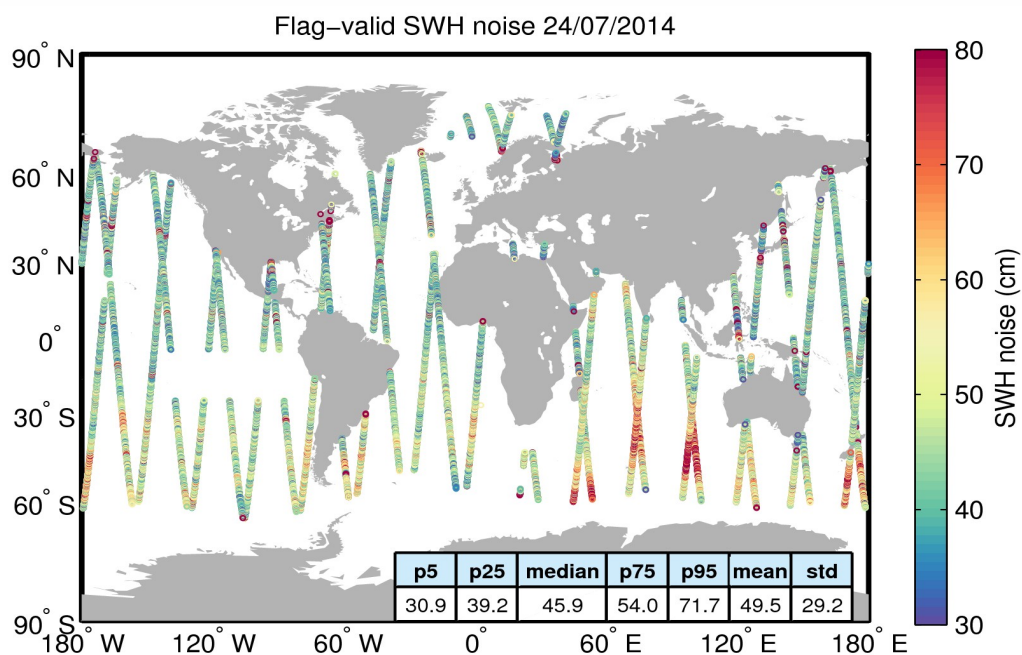 Flag−valid SWH noise 24/07/2014
90° N
60° N
30° N
0°
30° S
60° S
90° S
180° W
120° W
60° W
0°
60° E
120° E
180° E
80
70
60
50
40
30
SWH noise (cm)
p5 p25 median p75 p95 mean std
30.9 39.2 45.9 54.0 71.7 49.5 29.2